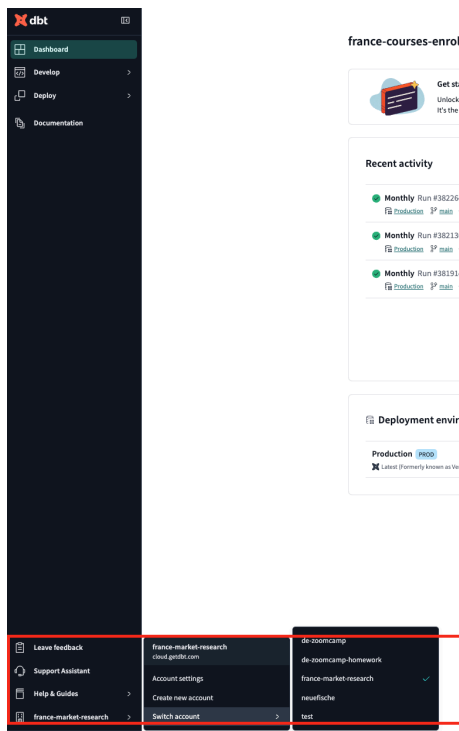 dbt
Dashboard
Develop
Deploy
Documentation
france-courses-enrol
Get sta
Unlock
It's the
Recent activity
Monthly Run #38226
Production main
Monthly Run #38213
Production main
Monthly Run #38191
Production main
Deployment envir
Production PROD
Latest (Formerly known as Ve
Leave feedback
Support Assistant
Help & Guides
france-market-research
france-market-research
cloud.getdbt.com
Account settings
Create new account
Switch account
de-zoomcamp
de-zoomcamp-homework
france-market-research
neuefische
test